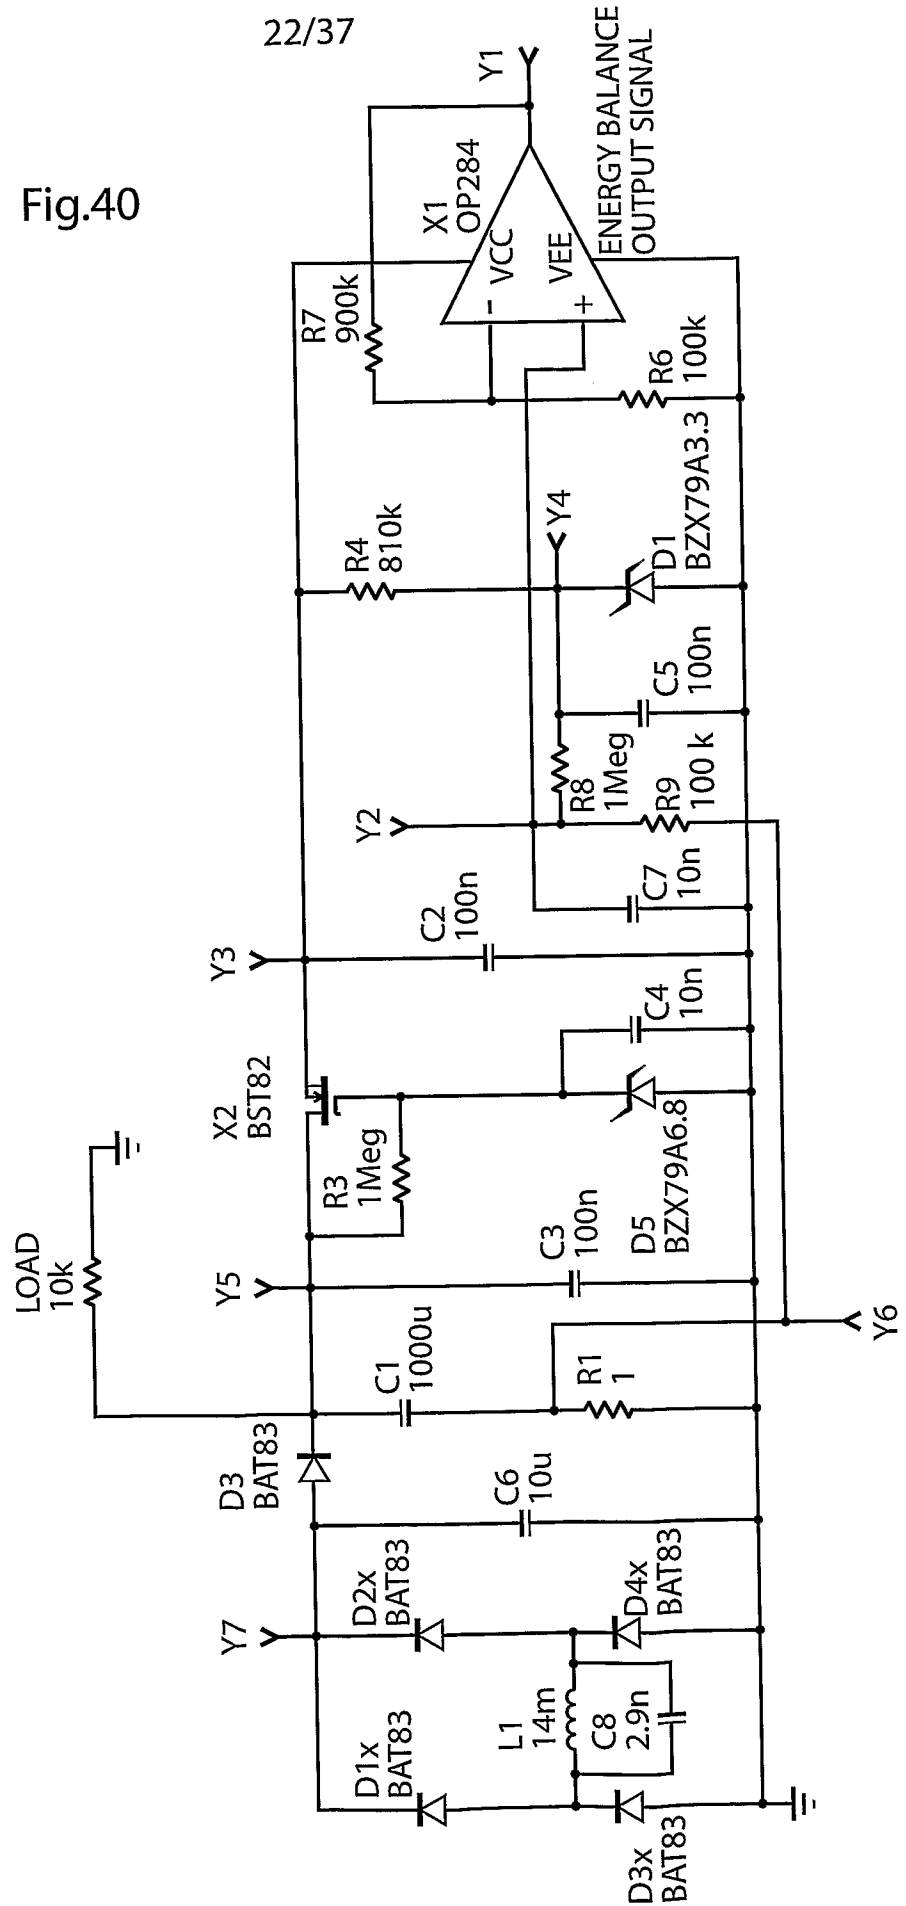 22/37
Fig.40
D1x
BAT83
D3x
BAT83
L1
14m
C8
2.9n
Y7
D2x
BAT83
D4x
BAT83
C6
10u
D3
BAT83
LOAD
10k
C1
1000u
R1
1
Y6
Y5
C3
100n
R3
1Meg
X2
BST82
D5
BZX79A6.8
C4
10n
Y3
C2
100n
C7
10n
Y2
R8
1Meg
R9
100 k
C5
100n
R4
810k
Y4
D1
BZX79A3.3
R7
900k
R6
100k
X1
OP284
-
VCC
+
VEE
Y1
ENERGY BALANCE
OUTPUT SIGNAL